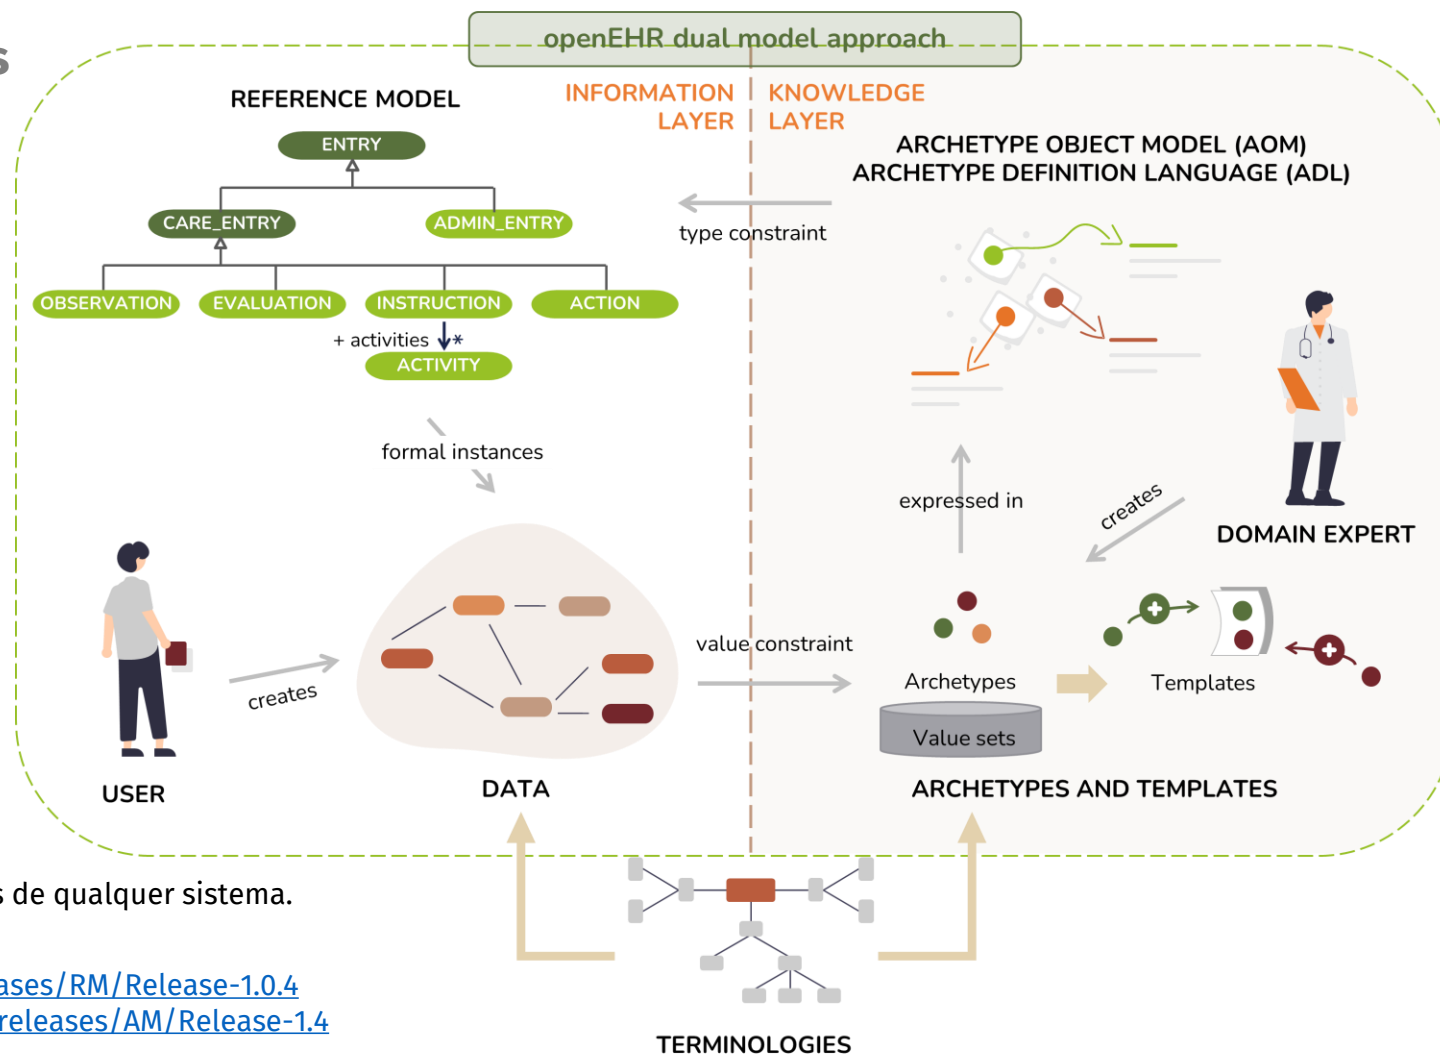 openEHR dual model approach
REFERENCE MODEL
INFORMATION
LAYER
KNOWLEDGE
LAYER
ENTRY
CARE_ENTRY
ADMIN_ENTRY
OBSERVATION
EVALUATION
INSTRUCTION
ACTION
+ activities
*
ACTIVITY
type constraint
ARCHETYPE OBJECT MODEL (AOM)
ARCHETYPE DEFINITION LANGUAGE (ADL)
formal instances
expressed in
creates
DOMAIN EXPERT
creates
value constraint
Archetypes
Templates
Value sets
USER
DATA
ARCHETYPES AND TEMPLATES
de qualquer sistema.
ases/RM/Release-1.0.4
releases/AM/Release-1.4
TERMINOLOGIES